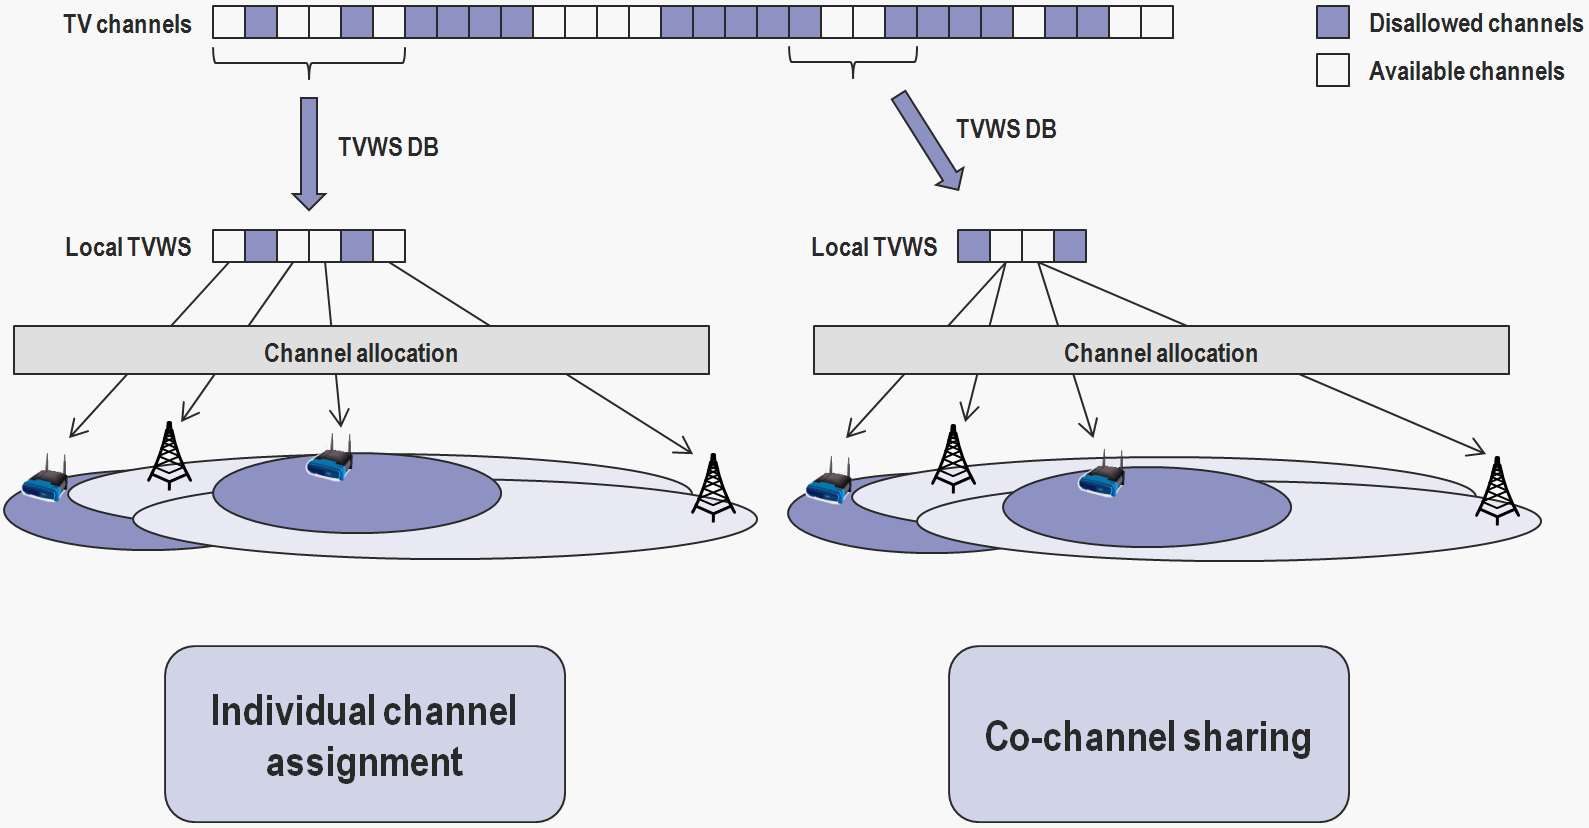 TV channels
Disallowed channels
Available channels
TVWS DB
TVWS DB
Local TVWS
Local TVWS
Channel allocation
Channel allocation
Individual channel
assignment
Co-channel sharing